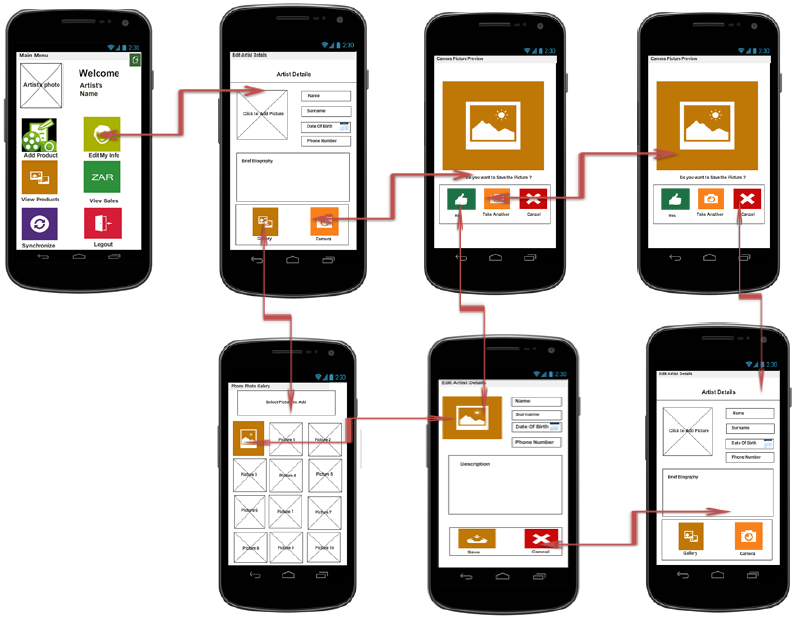 2:30
Main Menu
Welcome
Artist's
Name
Artist's photo
Add Product
Edit My Info
ZAR
View Products
View Sales
Synchronize
Logout
2:30
Edit Artist Details
Artist Details
Click to Add Picture
Name
Surname
Date Of Birth
Phone Number
Brief Biography
Gallery
Camera
2:30
Camera Picture Preview
Do you want to Save the Picture ?
Yes
Take Another
Cancel
2:30
Camera Picture Preview
Do you want to Save the Picture ?
Yes
Take Another
Cancel
2:30
Phone Photo Gallery
Select Picture to Add
Picture 1
Picture 2
Picture 3
Picture 4
Picture 5
Picture 6
Picture 7
Picture 7
Picture 8
Picture 9
Picture 10
2:30
Edit Artist Details
Name
Surname
Date Of Birth
Phone Number
Description
Save
Cancel
2:30
Edit Artist Details
Artist Details
Click to Add Picture
Name
Surname
Date Of Birth
Phone Number
Brief Biography
Gallery
Camera